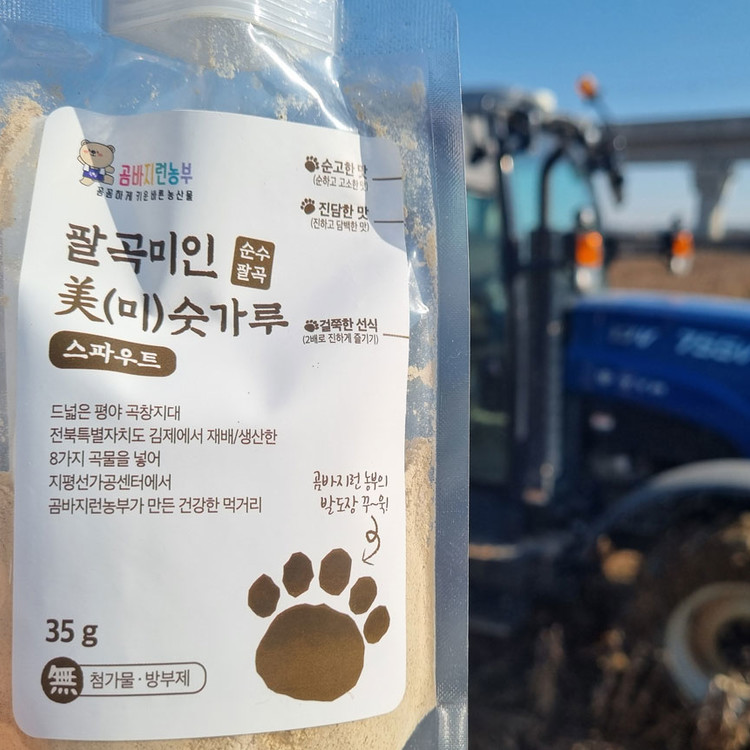 곰바지런농부
꼼꼼하게 키운 바른 농산물
순고한 맛
(순하고 고소한 맛)
진담한 맛
(진하고 담백한 맛)
팔곡미인
순수
팔곡
美(미)숫가루
스파우트
걸쭉한 선식
(2배로 진하게 즐기기)
드넓은 평야 곡창지대
전북특별자치도 김제에서 재배/생산한
8가지 곡물을 넣어
지평선가공센터에서
곰바지런농부가 만든 건강한 먹거리
곰바지런 농부의
발도장 꾸~욱!
35 g
無 첨가물·방부제